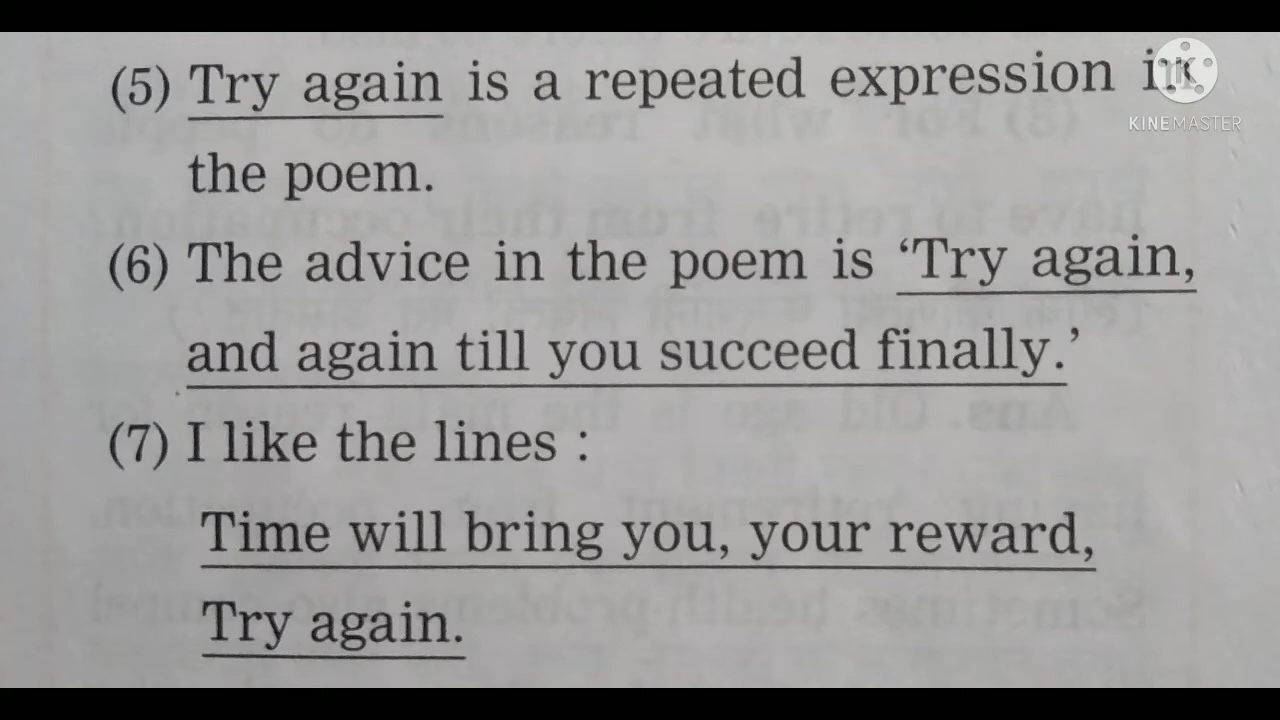 (5) Try again is a repeated expression in
the poem.
(6) The advice in the poem is ‘Try again,
and again till you succeed finally.’
(7) I like the lines :
Time will bring you, your reward,
Try again.
KINEMASTER